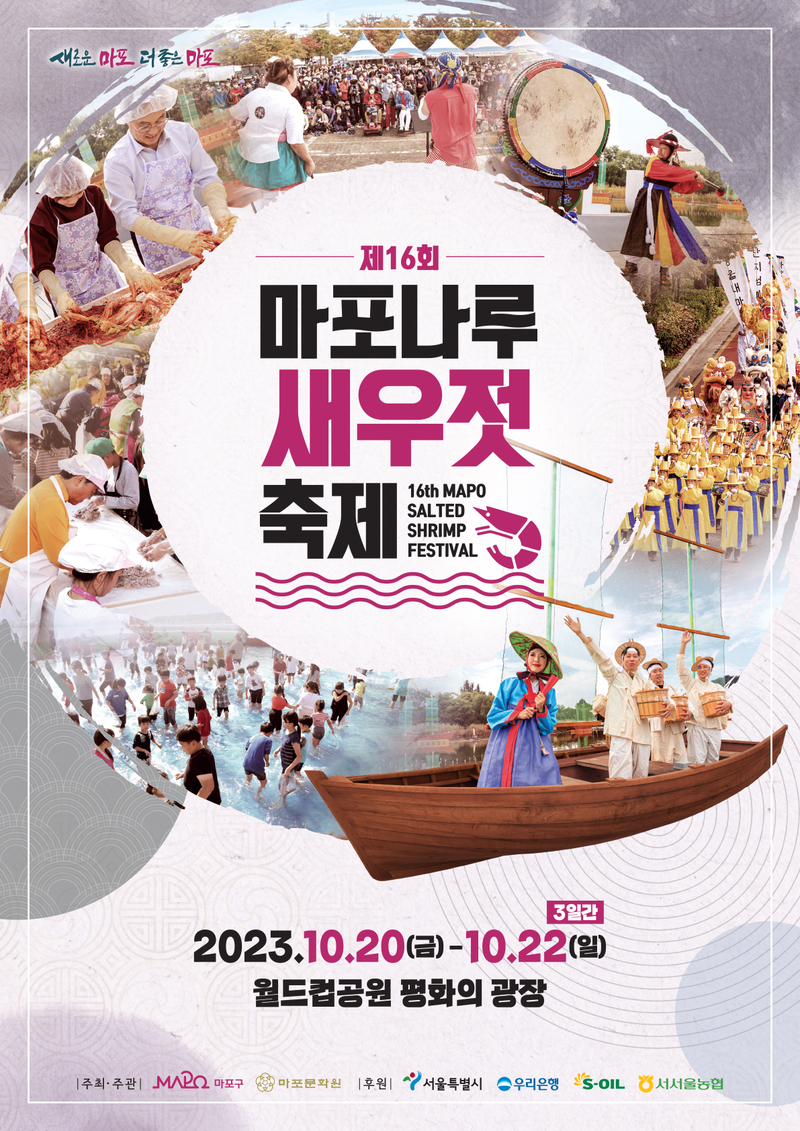 새로운 마포 더 좋은 마포
제16회
마포나루
새우젓
축제
16th MAPO
SALTED
SHRIMP
FESTIVAL
3일간
2023.10.20(금)-10.22(일)
월드컵공원 평화의 광장
|주최·주관| MAPO 마포구 마포문화원 |후원| 서울특별시 우리은행 S-OIL 서서울농협